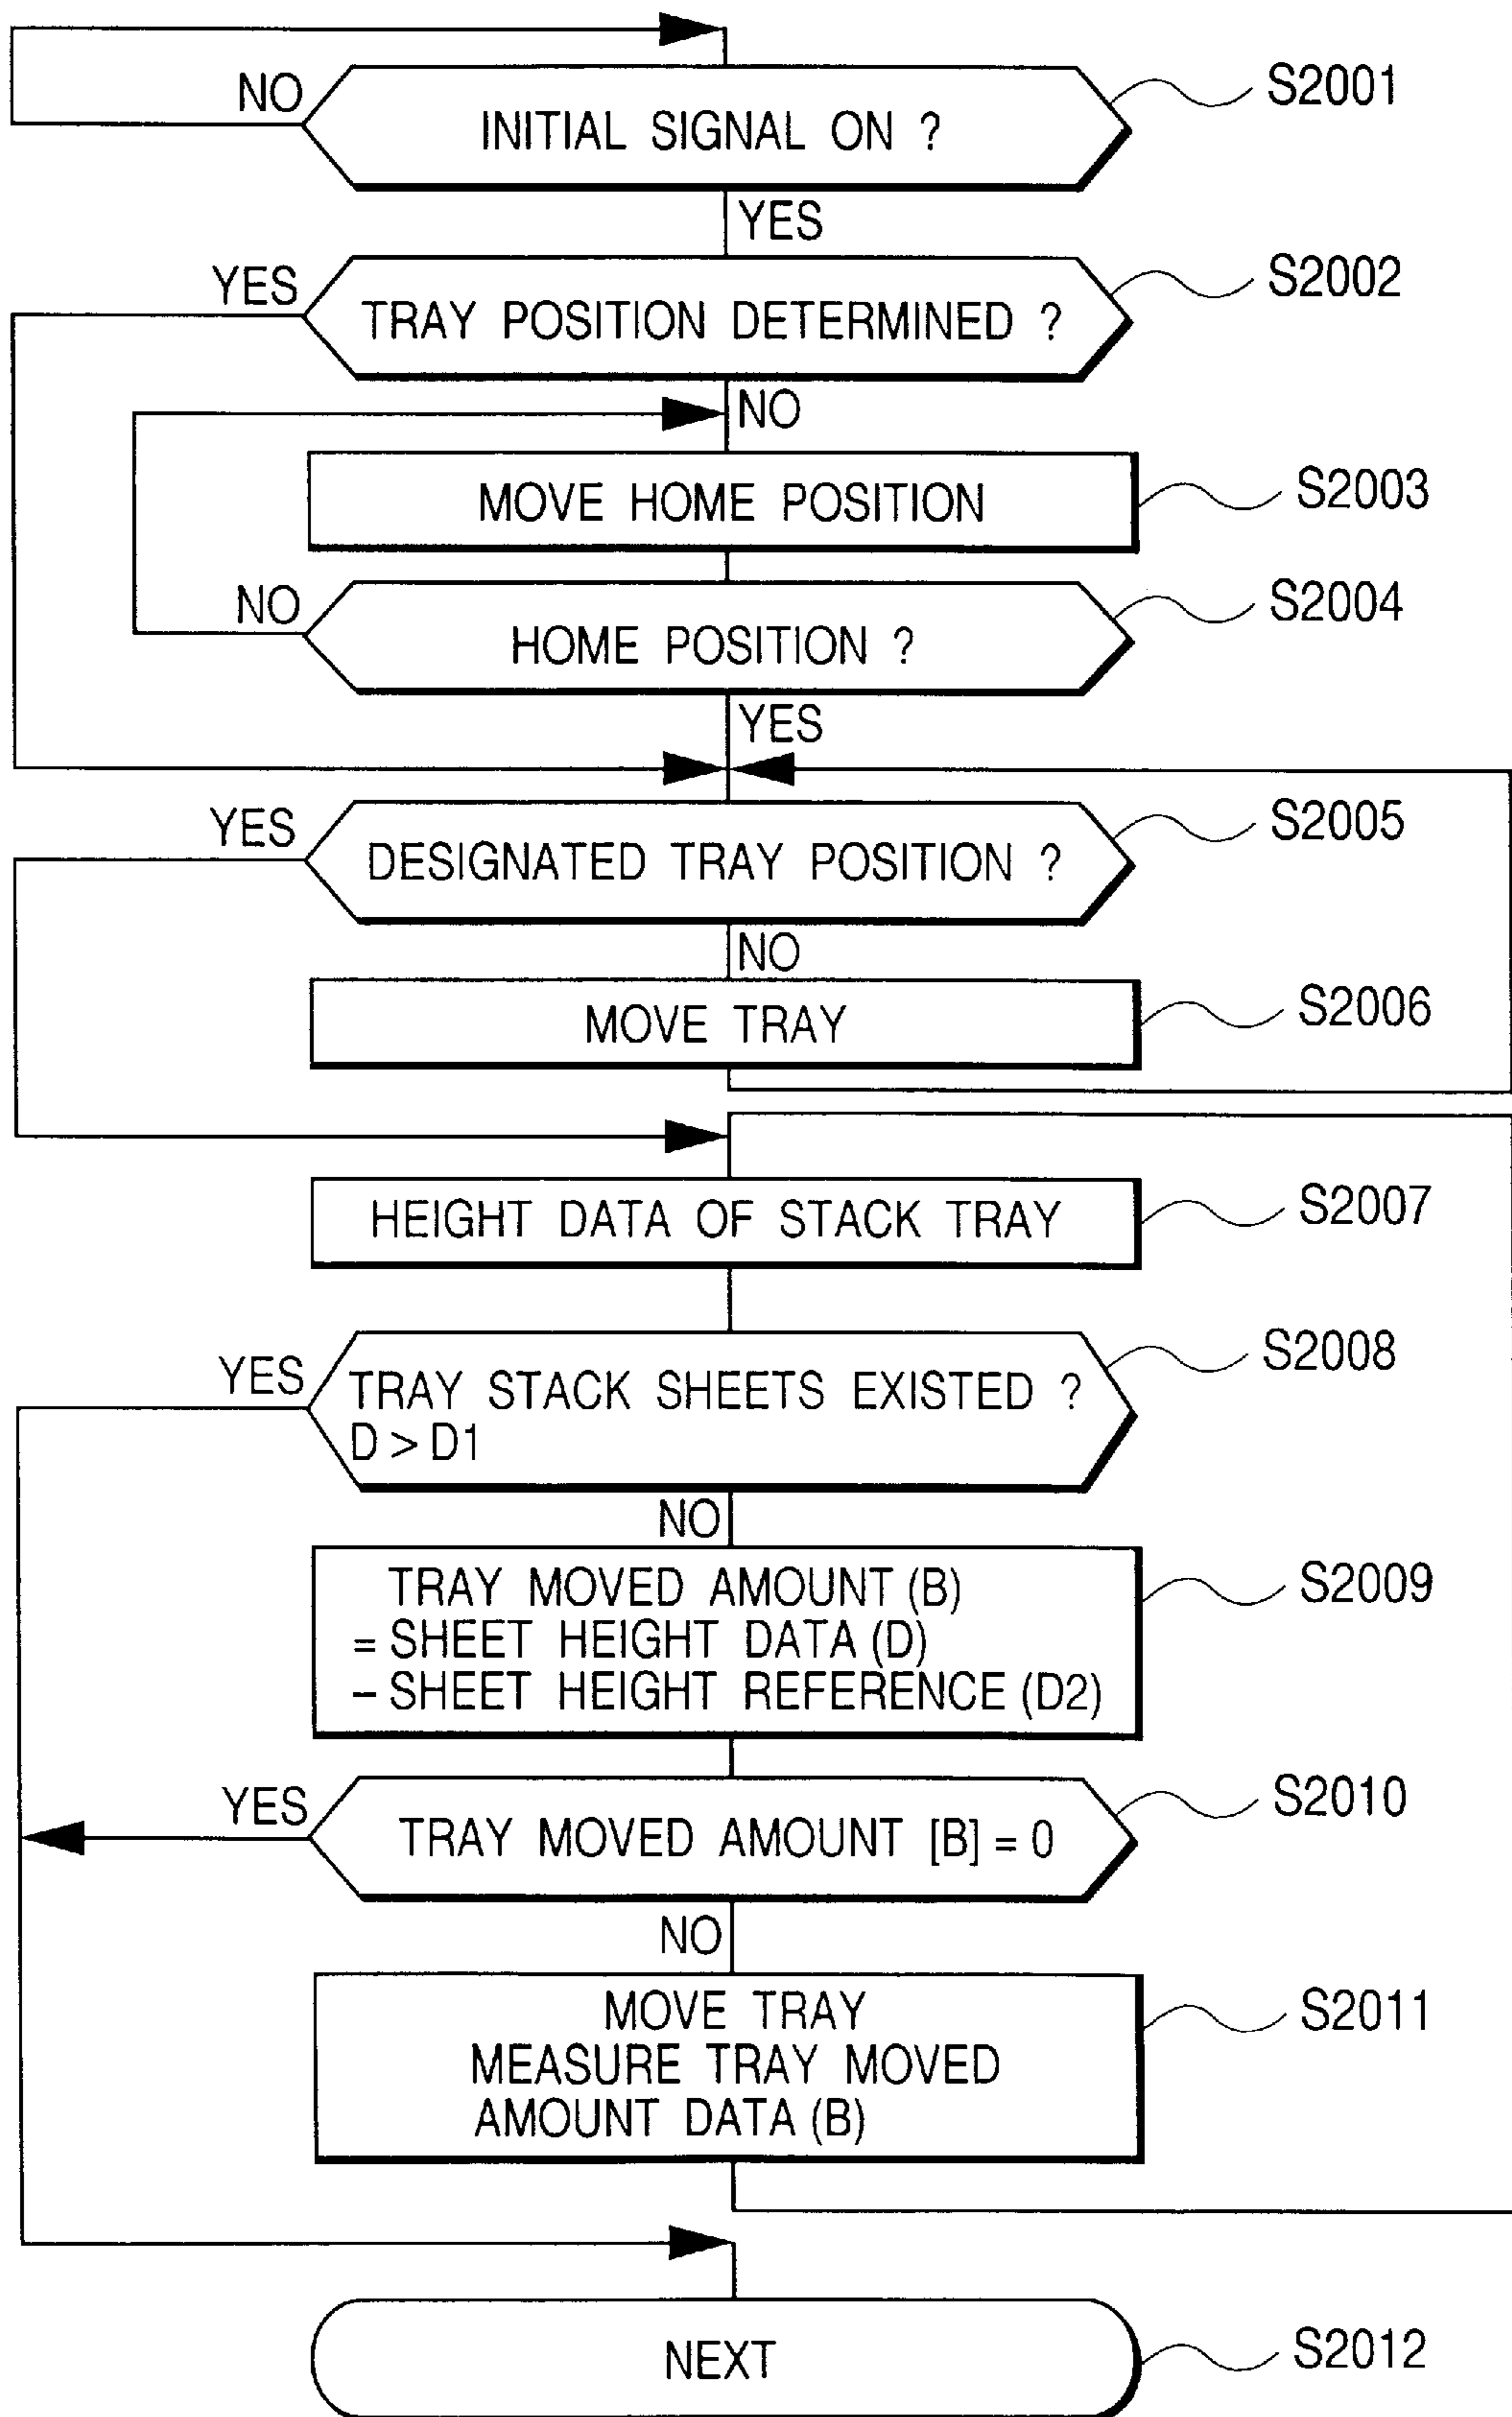 NO
INITIAL SIGNAL ON ?
S2001
YES
YES
TRAY POSITION DETERMINED ?
S2002
NO
MOVE HOME POSITION
S2003
NO
HOME POSITION ?
S2004
YES
YES
DESIGNATED TRAY POSITION ?
S2005
NO
MOVE TRAY
S2006
HEIGHT DATA OF STACK TRAY
S2007
YES
TRAY STACK SHEETS EXISTED ?
D > D1
S2008
NO
TRAY MOVED AMOUNT (B)
= SHEET HEIGHT DATA (D)
– SHEET HEIGHT REFERENCE (D2)
S2009
YES
TRAY MOVED AMOUNT [B] = 0
S2010
NO
MOVE TRAY
MEASURE TRAY MOVED
AMOUNT DATA (B)
S2011
NEXT
S2012